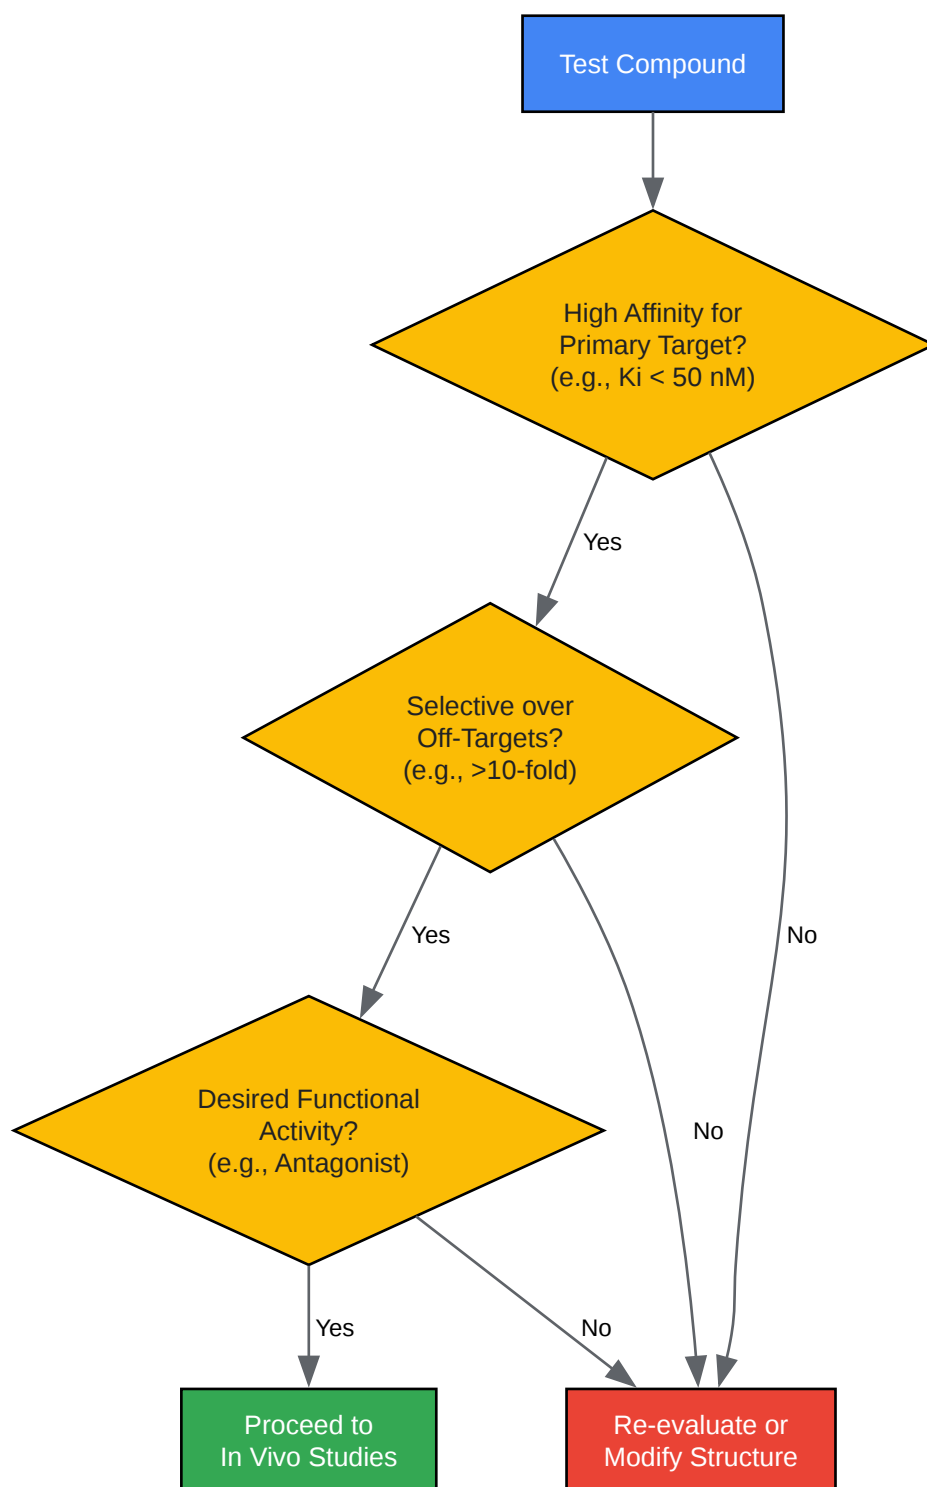 Test Compound
High Affinity for
Primary Target?
(e.g., Ki < 50 nM)
Yes
Selective over
Off-Targets?
(e.g., >10-fold)
Yes
No
Desired Functional
Activity?
(e.g., Antagonist)
No
Yes
No
Proceed to
In Vivo Studies
Re-evaluate or
Modify Structure